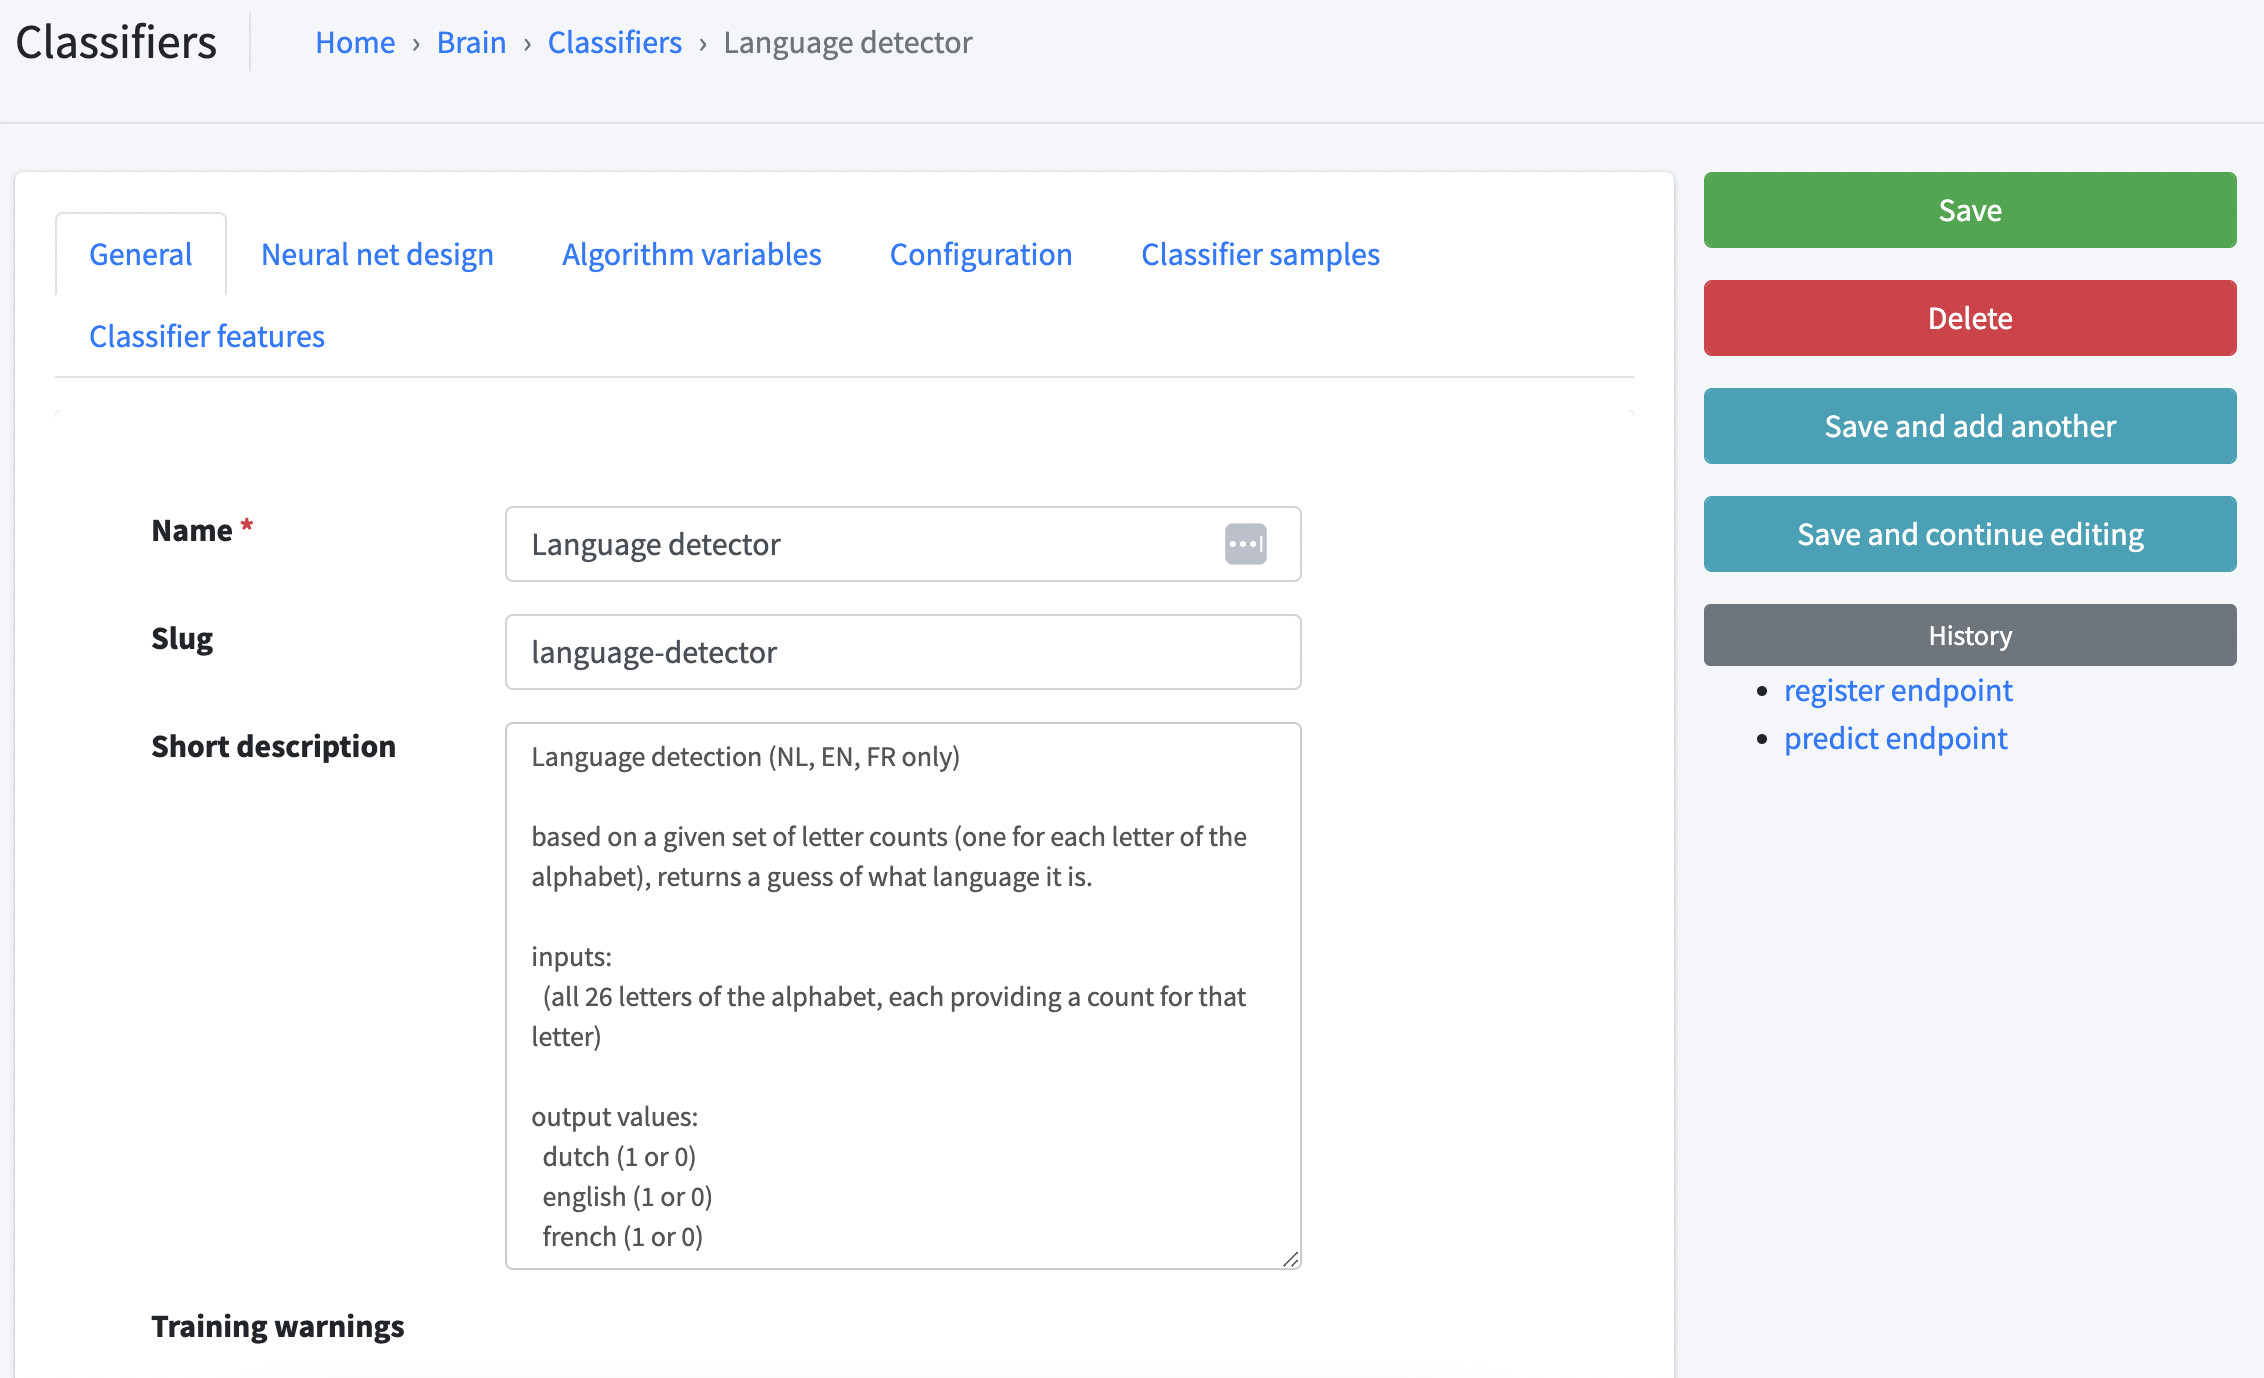 Classifiers
Home › Brain › Classifiers › Language detector
General
Neural net design
Algorithm variables
Configuration
Classifier samples
Classifier features
Name *
Language detector
Slug
language-detector
Short description
Language detection (NL, EN, FR only)
based on a given set of letter counts (one for each letter of the
alphabet), returns a guess of what language it is.
inputs:
(all 26 letters of the alphabet, each providing a count for that
letter)
output values:
dutch (1 or 0)
english (1 or 0)
french (1 or 0)
Training warnings
Save
Delete
Save and add another
Save and continue editing
History
• register endpoint
• predict endpoint